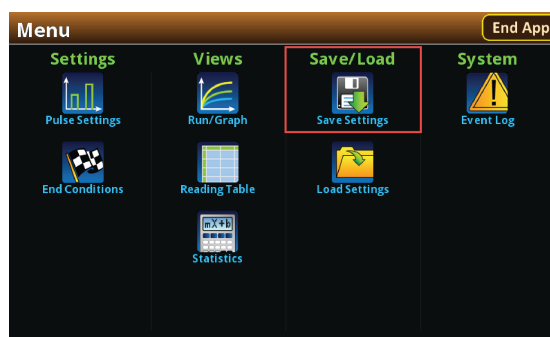 Menu
End App
Settings
Views
Save/Load
System
Pulse Settings
Run/Graph
Save Settings
Event Log
End Conditions
Reading Table
Load Settings
mX+b
Statistics